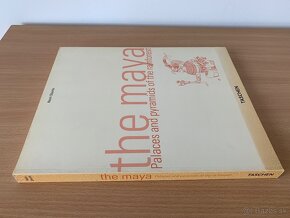 the maya
Palaces and pyramids of the rainforest
TASCHEN
the maya
TASCHEN